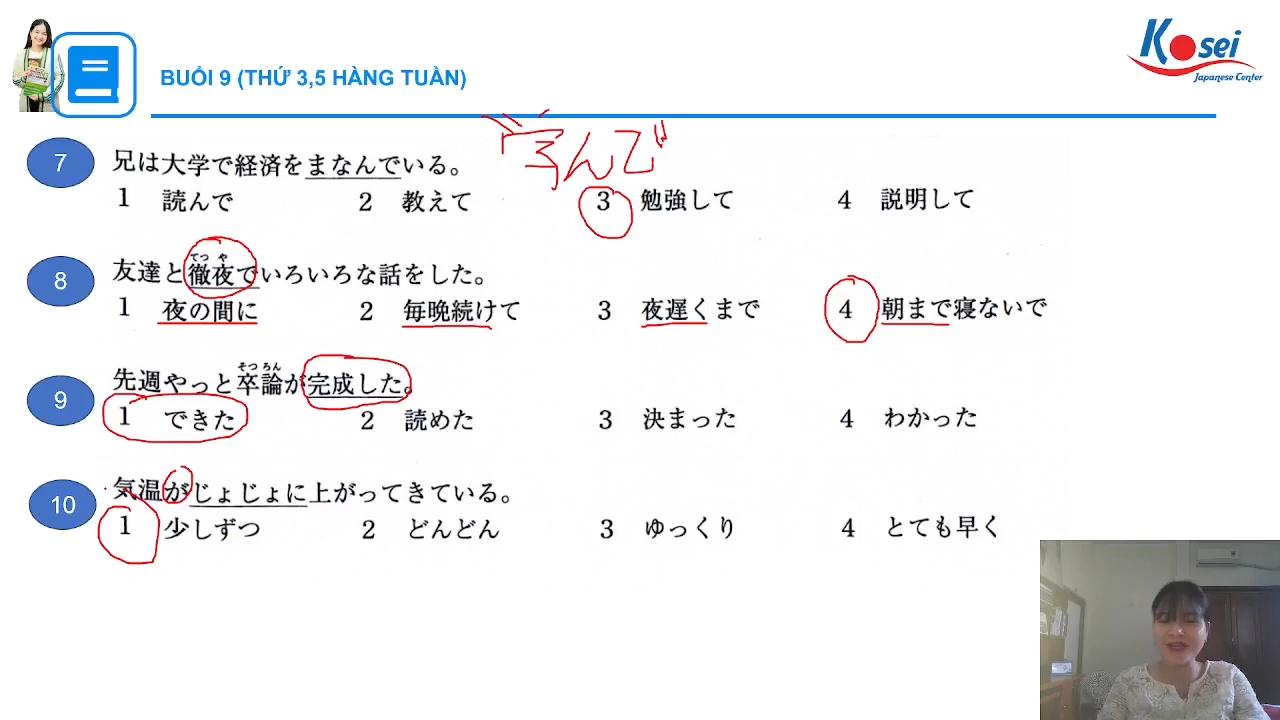 Kosei
Japanese Center
BUỔI 9 (THỨ 3,5 HÀNG TUẦN)
学んで
7 兄は大学で経済をまなんでいる。
1 読んで 2 教えて 3 勉強して 4 説明して
てつ や
8 友達と徹夜でいろいろな話をした。
1 夜の間に 2 毎晩続けて 3 夜遅くまで 4 朝まで寝ないで
そつ ろん
9 先週やっと卒論が完成した。
1 できた 2 読めた 3 決まった 4 わかった
10 気温がじょじょに上がってきている。
1 少しずつ 2 どんどん 3 ゆっくり 4 とても早く